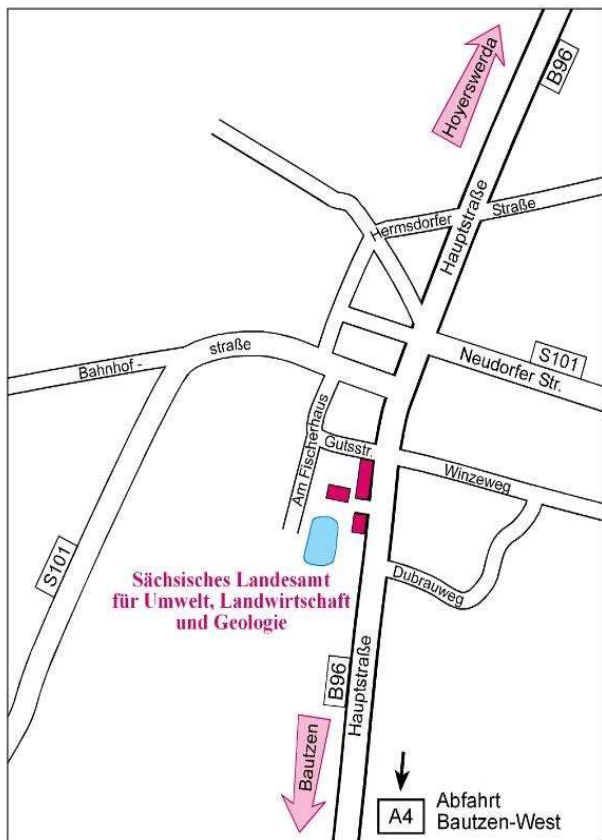 Hoyerswerda
B96
Hauptstraße
Hermsdorfer Straße
Bahnhof -
straße
S101
Neudorfer Str.
Am Fischerhaus
Gutsstr.
Winzeweg
S101
Dubrauweg
Sächsisches Landesamt
für Umwelt, Landwirtschaft
und Geologie
B96
Hauptstraße
Bautzen
A4
Abfahrt
Bautzen-West